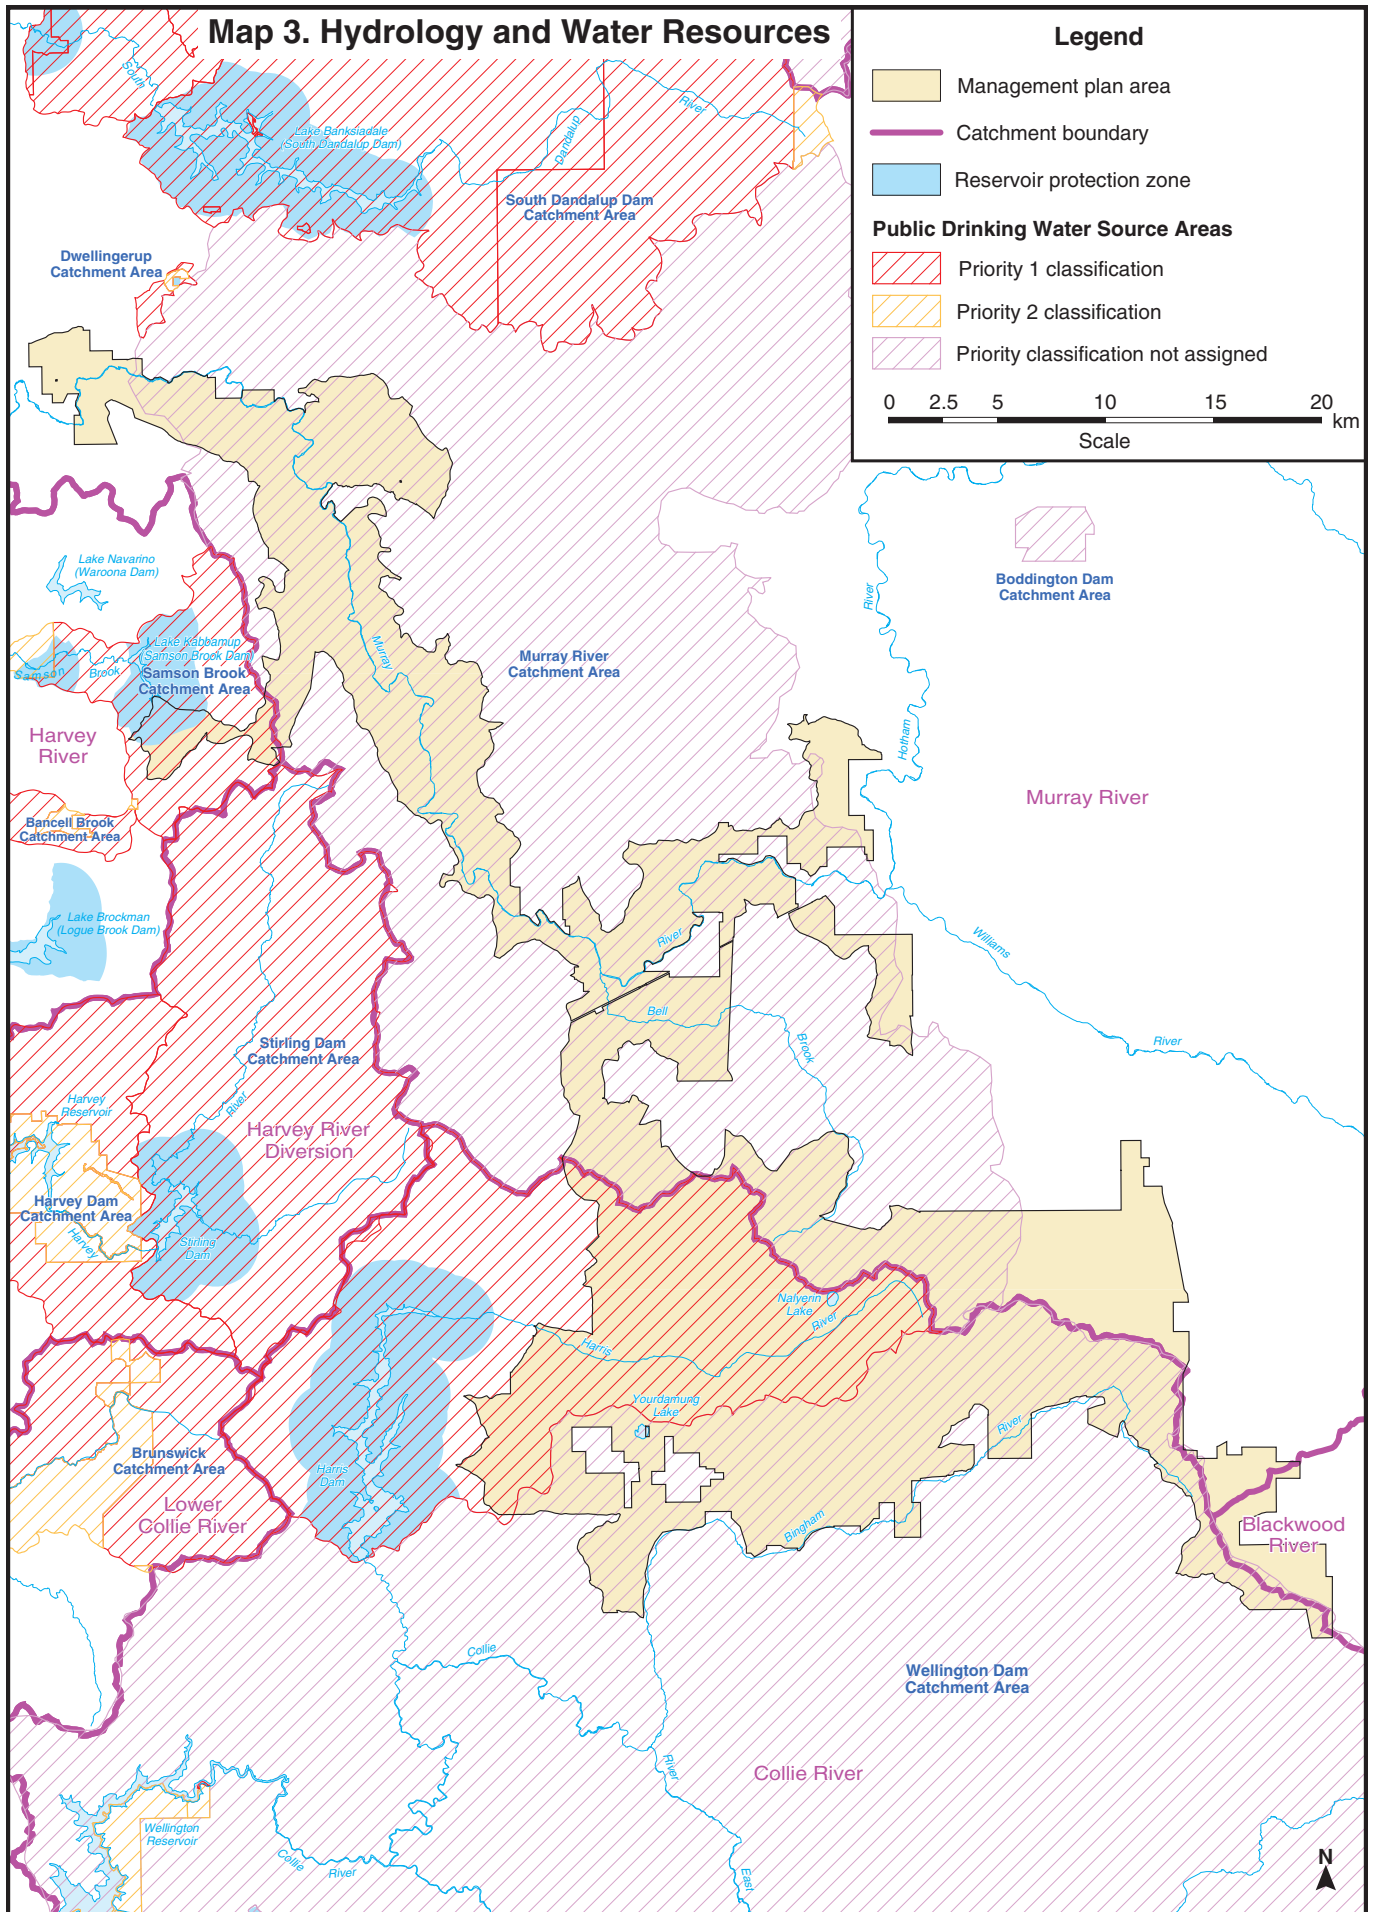 Map 3. Hydrology and Water Resources
Legend
Management plan area
Catchment boundary
Reservoir protection zone
Public Drinking Water Source Areas
Priority 1 classification
Priority 2 classification
Priority classification not assigned
0 2.5 5 10 15 20
km
Scale
South
River
Dandalup
Lake Banksiadale
(South Dandalup Dam)
South Dandalup Dam
Catchment Area
Dwellingerup
Catchment Area
Lake Navarino
(Waroona Dam)
Boddington Dam
Catchment Area
River
Hotham
Lake Kabbamup
(Samson Brook Dam)
Samson
Brook
Samson Brook
Catchment Area
Murray
Murray River
Catchment Area
Harvey
River
Murray River
Bancell Brook
Catchment Area
Lake Brockman
(Logue Brook Dam)
River
Williams
River
Bell
Brook
Stirling Dam
Catchment Area
River
Harvey
Reservoir
Harvey River
Diversion
Harvey Dam
Catchment Area
Harvey
Stirling
Dam
Nalyerin
Lake
River
Harris
Yourdamung
Lake
River
Bingham
Harris
Dam
Brunswick
Catchment Area
Lower
Collie River
Blackwood
River
Collie
River
East
Wellington Dam
Catchment Area
Collie River
Wellington
Reservoir
Collie
River
N